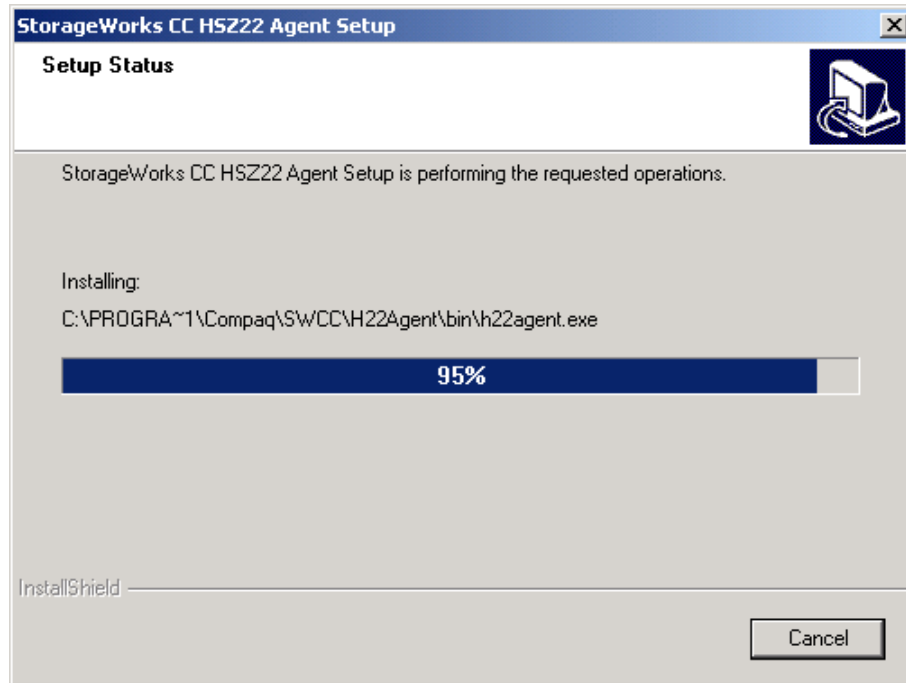 StorageWorks CC HSZ22 Agent Setup
Setup Status
StorageWorks CC HSZ22 Agent Setup is performing the requested operations.
Installing:
C:\PROGRA~1\Compaq\SWCC\H22Agent\bin\h22agent.exe
95%
InstallShield
Cancel